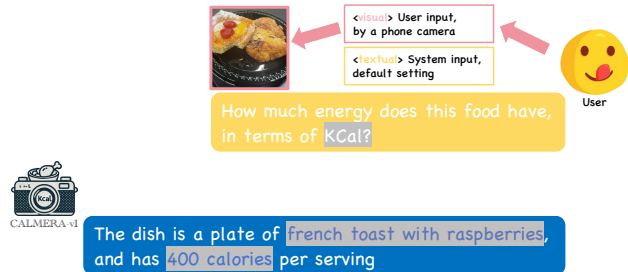 <visual> User input,
by a phone camera
<textual> System input,
default setting
User
How much energy does this food have,
in terms of KCal?
Kcal
CALMERA-v1
The dish is a plate of french toast with raspberries,
and has 400 calories per serving